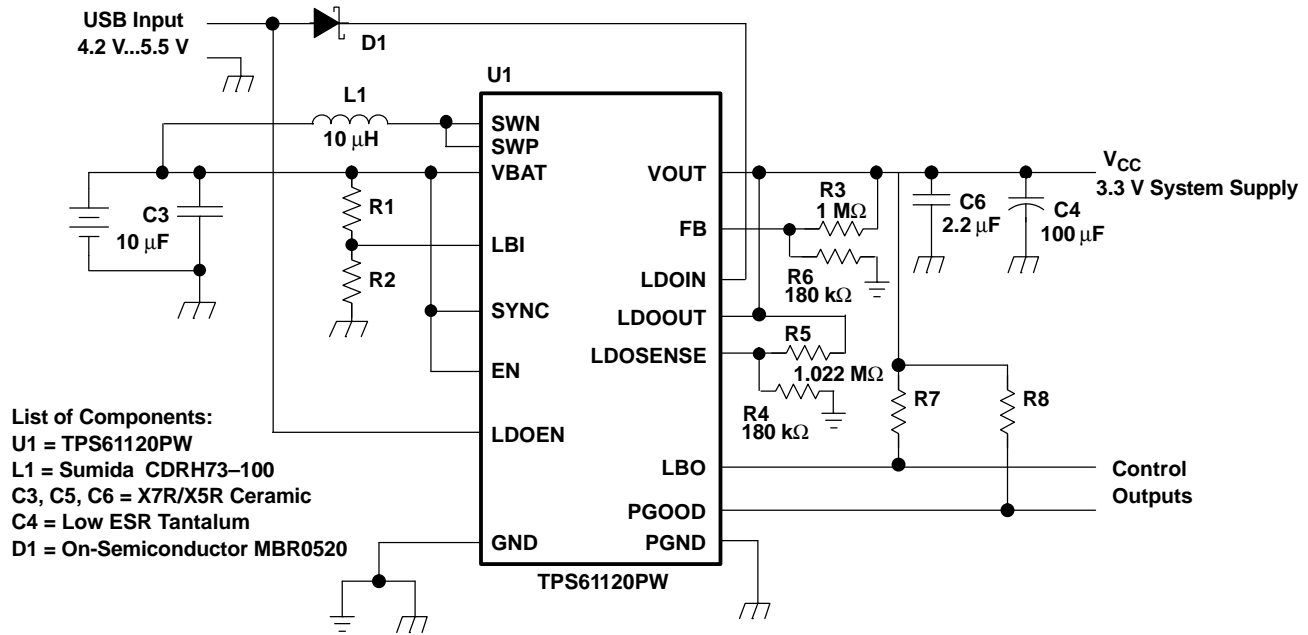 USB Input
4.2 V...5.5 V
D1
U1
L1
10 μH
SWN
SWP
VBAT
VOUT
VCC
3.3 V System Supply
C3
10 μF
R1
R2
LBI
FB
R3
1 MΩ
C6
2.2 μF
C4
100 μF
LDOIN
R6
180 kΩ
SYNC
LDOOUT
R5
1.022 MΩ
LDOSENSE
EN
R4
180 kΩ
R7
R8
List of Components:
U1 = TPS61120PW
L1 = Sumida CDRH73–100
C3, C5, C6 = X7R/X5R Ceramic
C4 = Low ESR Tantalum
D1 = On-Semiconductor MBR0520
LDOEN
LBO
Control
Outputs
PGOOD
GND
PGND
TPS61120PW